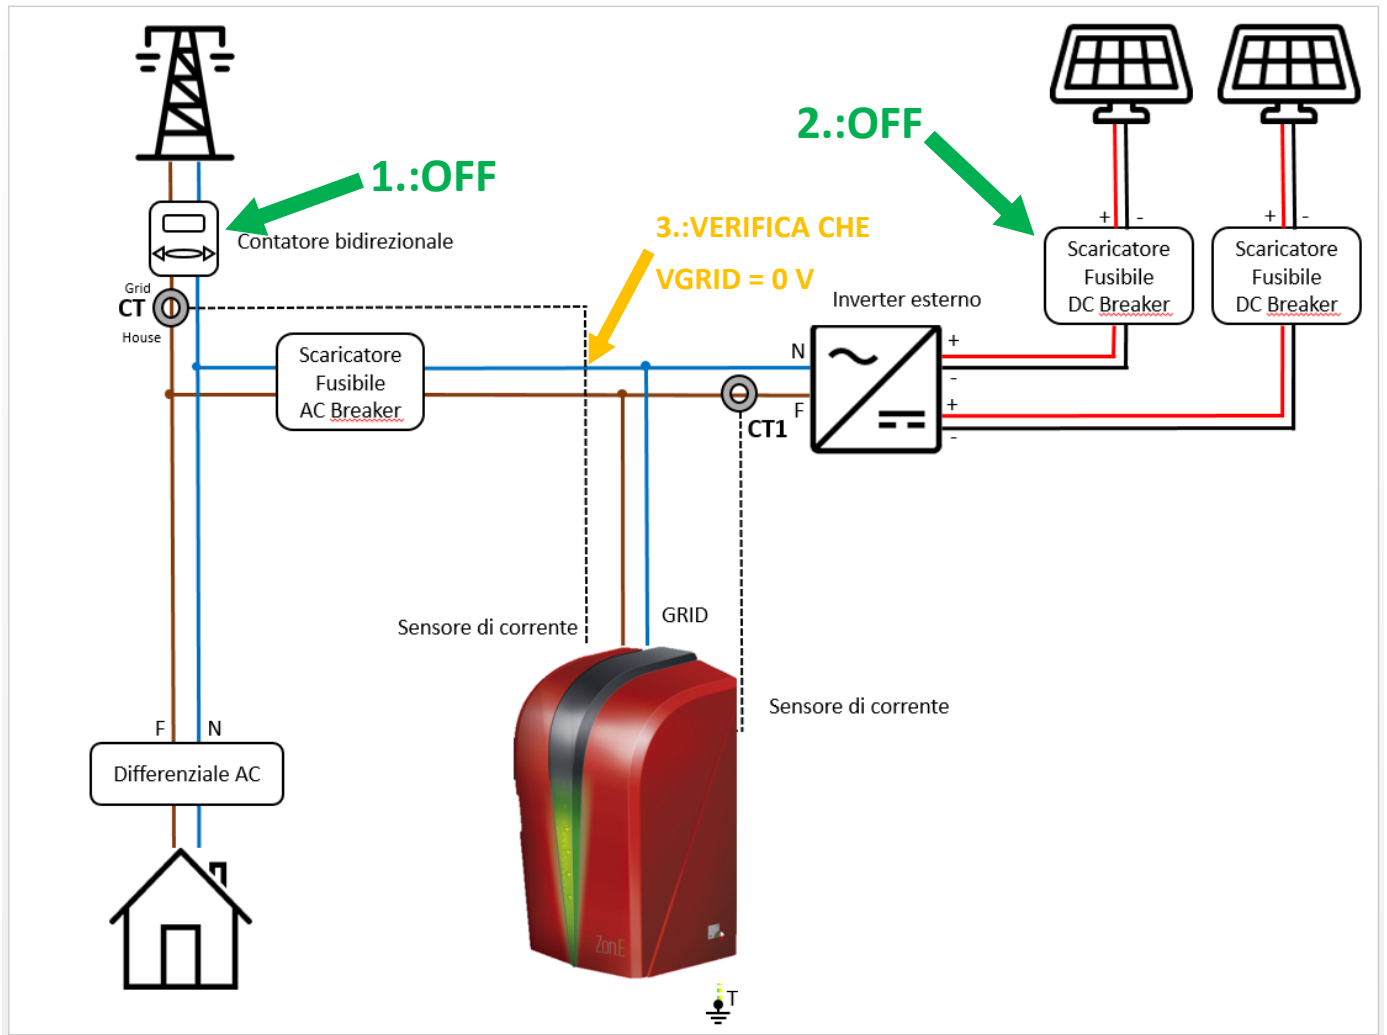 2.:OFF
1.:OFF
3.:VERIFICA CHE
VGRID = 0 V
Contatore bidirezionale
+ -
+ -
Scaricatore
Fusibile
DC Breaker
Scaricatore
Fusibile
DC Breaker
Grid
CT
House
Inverter esterno
Scaricatore
Fusibile
AC Breaker
N
F
+
-
+
-
CT1
GRID
Sensore di corrente
Sensore di corrente
F N
Differenziale AC
Zon.E
T